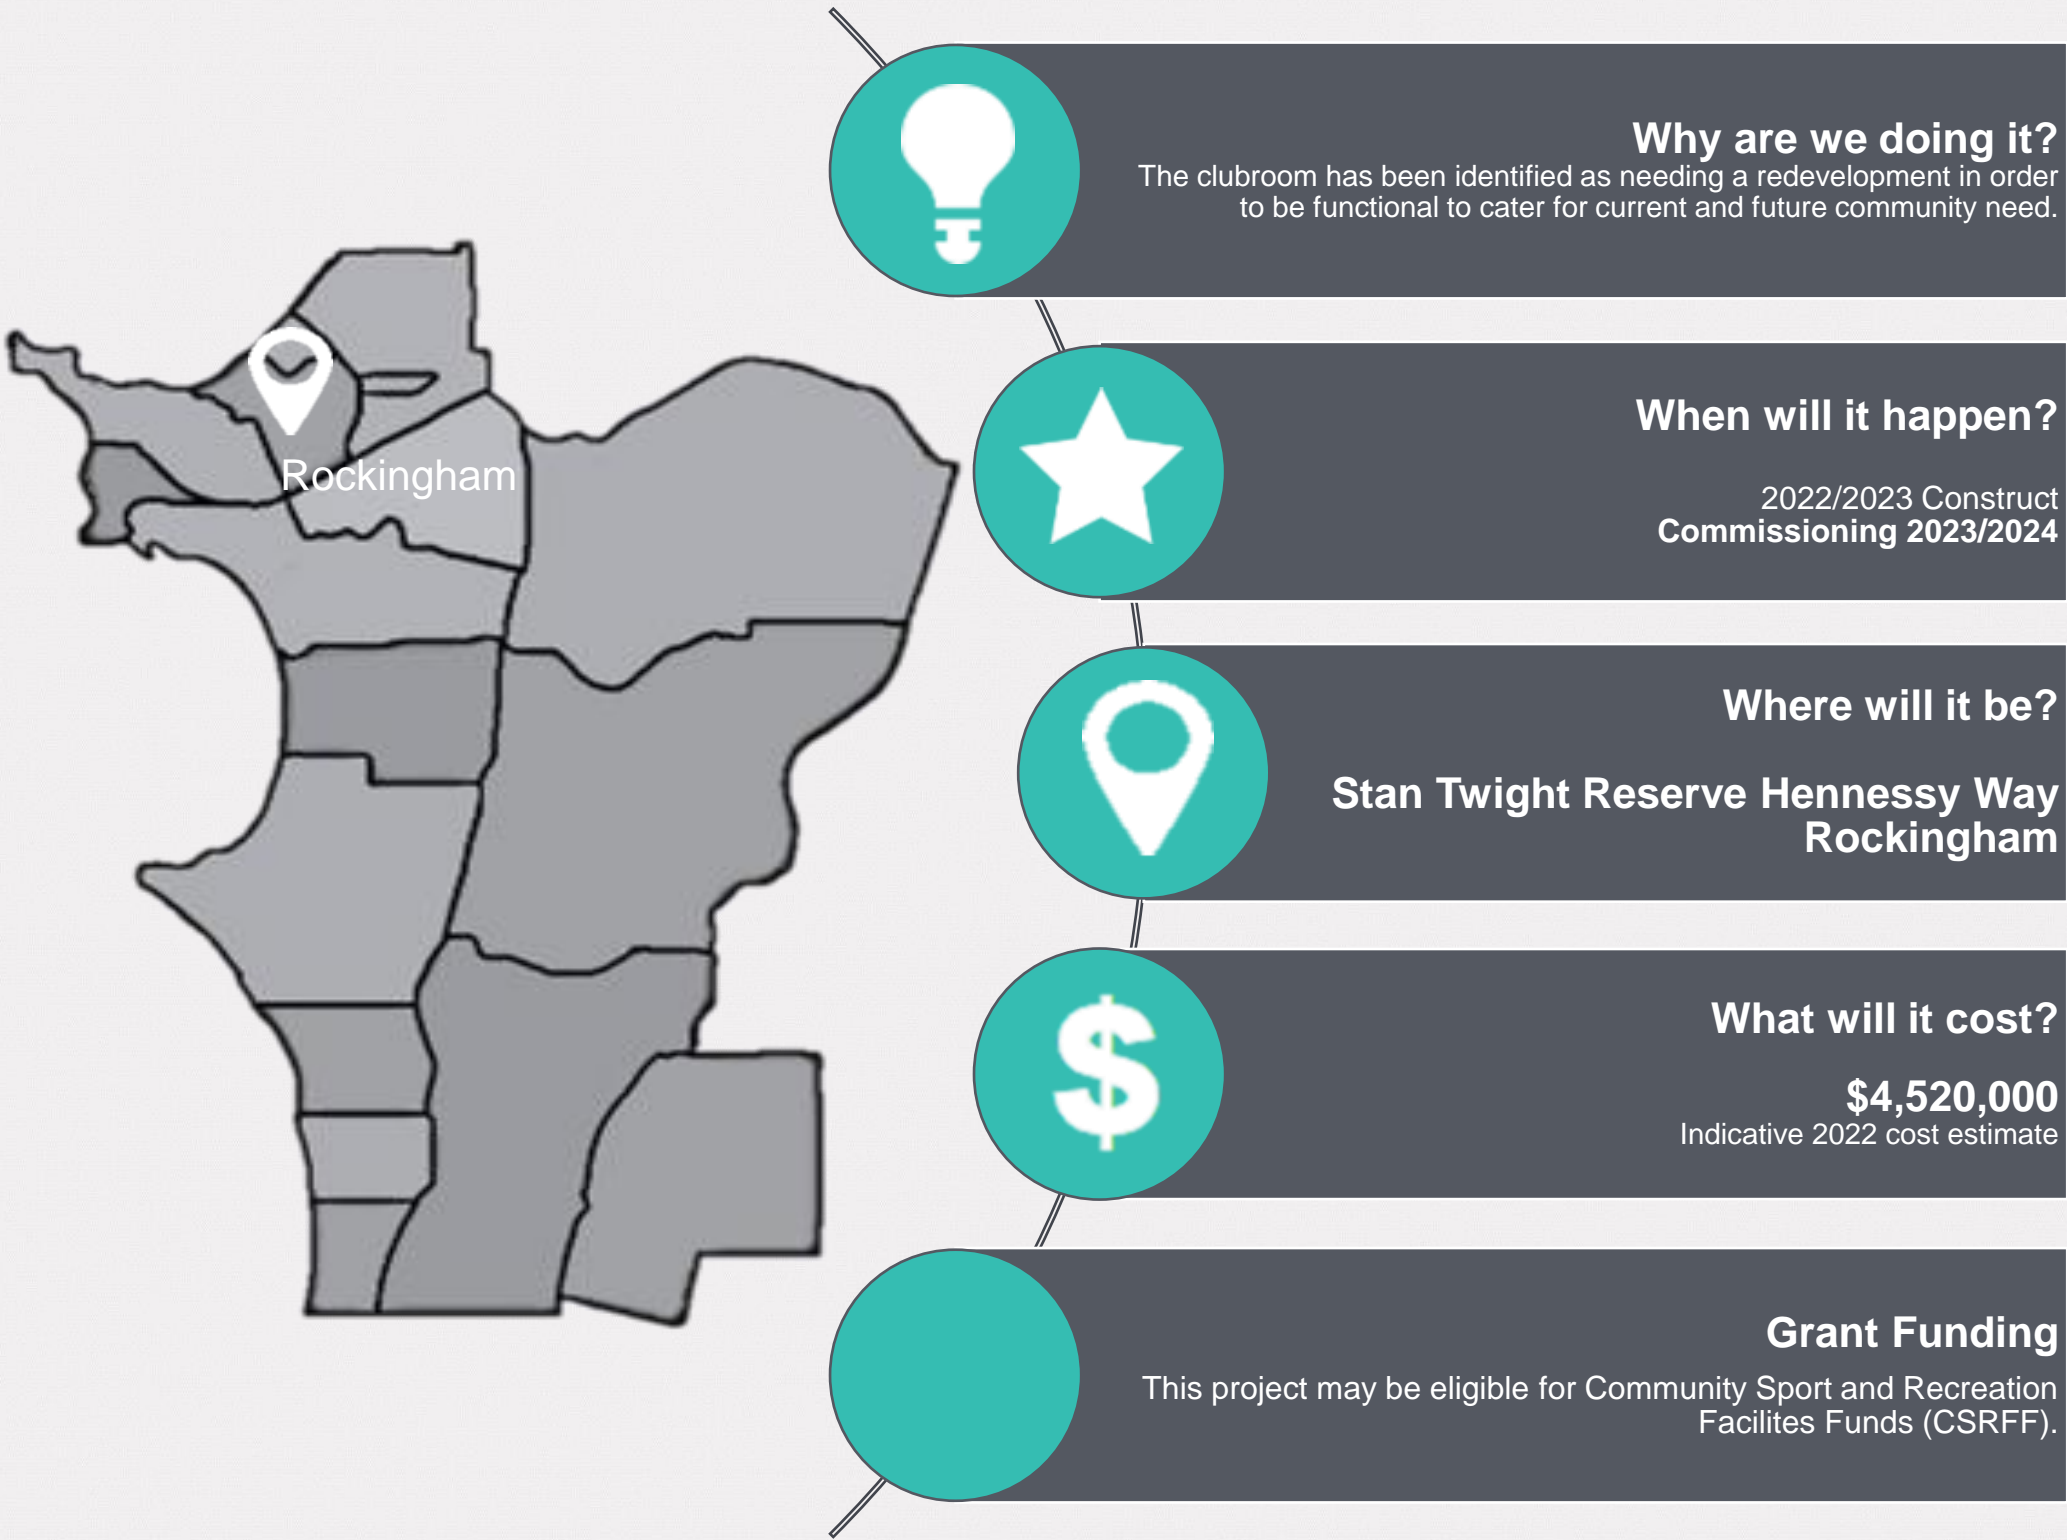 Rockingham
Why are we doing it?
The clubroom has been identified as needing a redevelopment in order
to be functional to cater for current and future community need.
When will it happen?
2022/2023 Construct
Commissioning 2023/2024
Where will it be?
Stan Twight Reserve Hennessy Way
Rockingham
What will it cost?
$4,520,000
Indicative 2022 cost estimate
Grant Funding
This project may be eligible for Community Sport and Recreation
Facilites Funds (CSRFF).